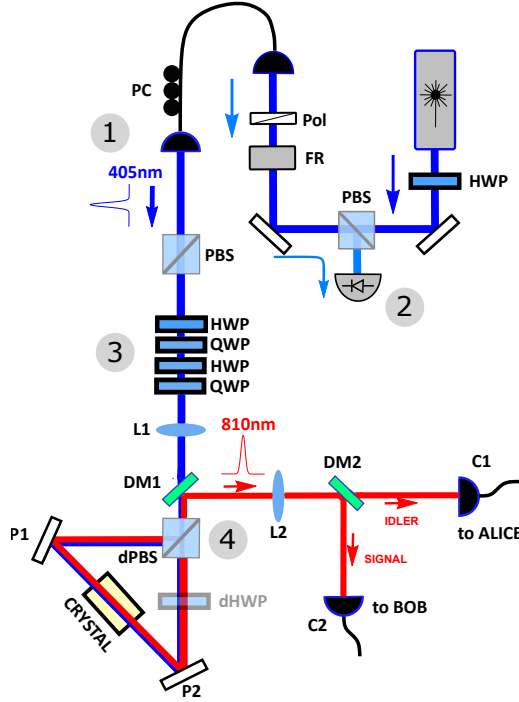 PC
Pol
1
FR
HWP
405nm
PBS
PBS
2
HWP
QWP
HWP
QWP
3
L1
810nm
DM1
DM2
C1
L2
IDLER
to ALICE
P1
dPBS
4
SIGNAL
CRYSTAL
dHWP
to BOB
C2
P2